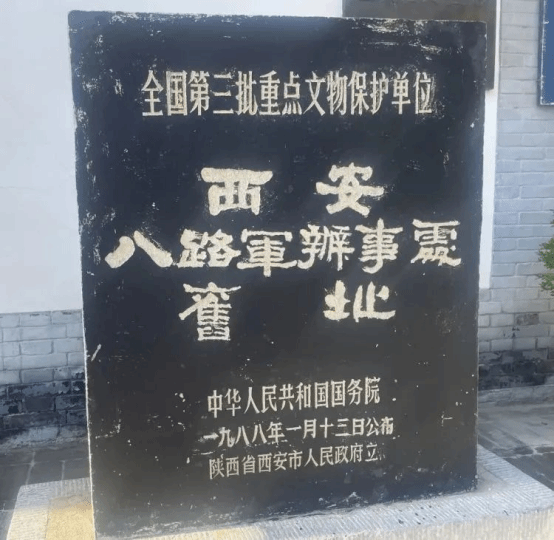 全国第三批重点文物保护单位
西安
八路軍辦事處
舊址
中华人民共和国国务院
一九八八年一月十三日公布
陕西省西安市人民政府立